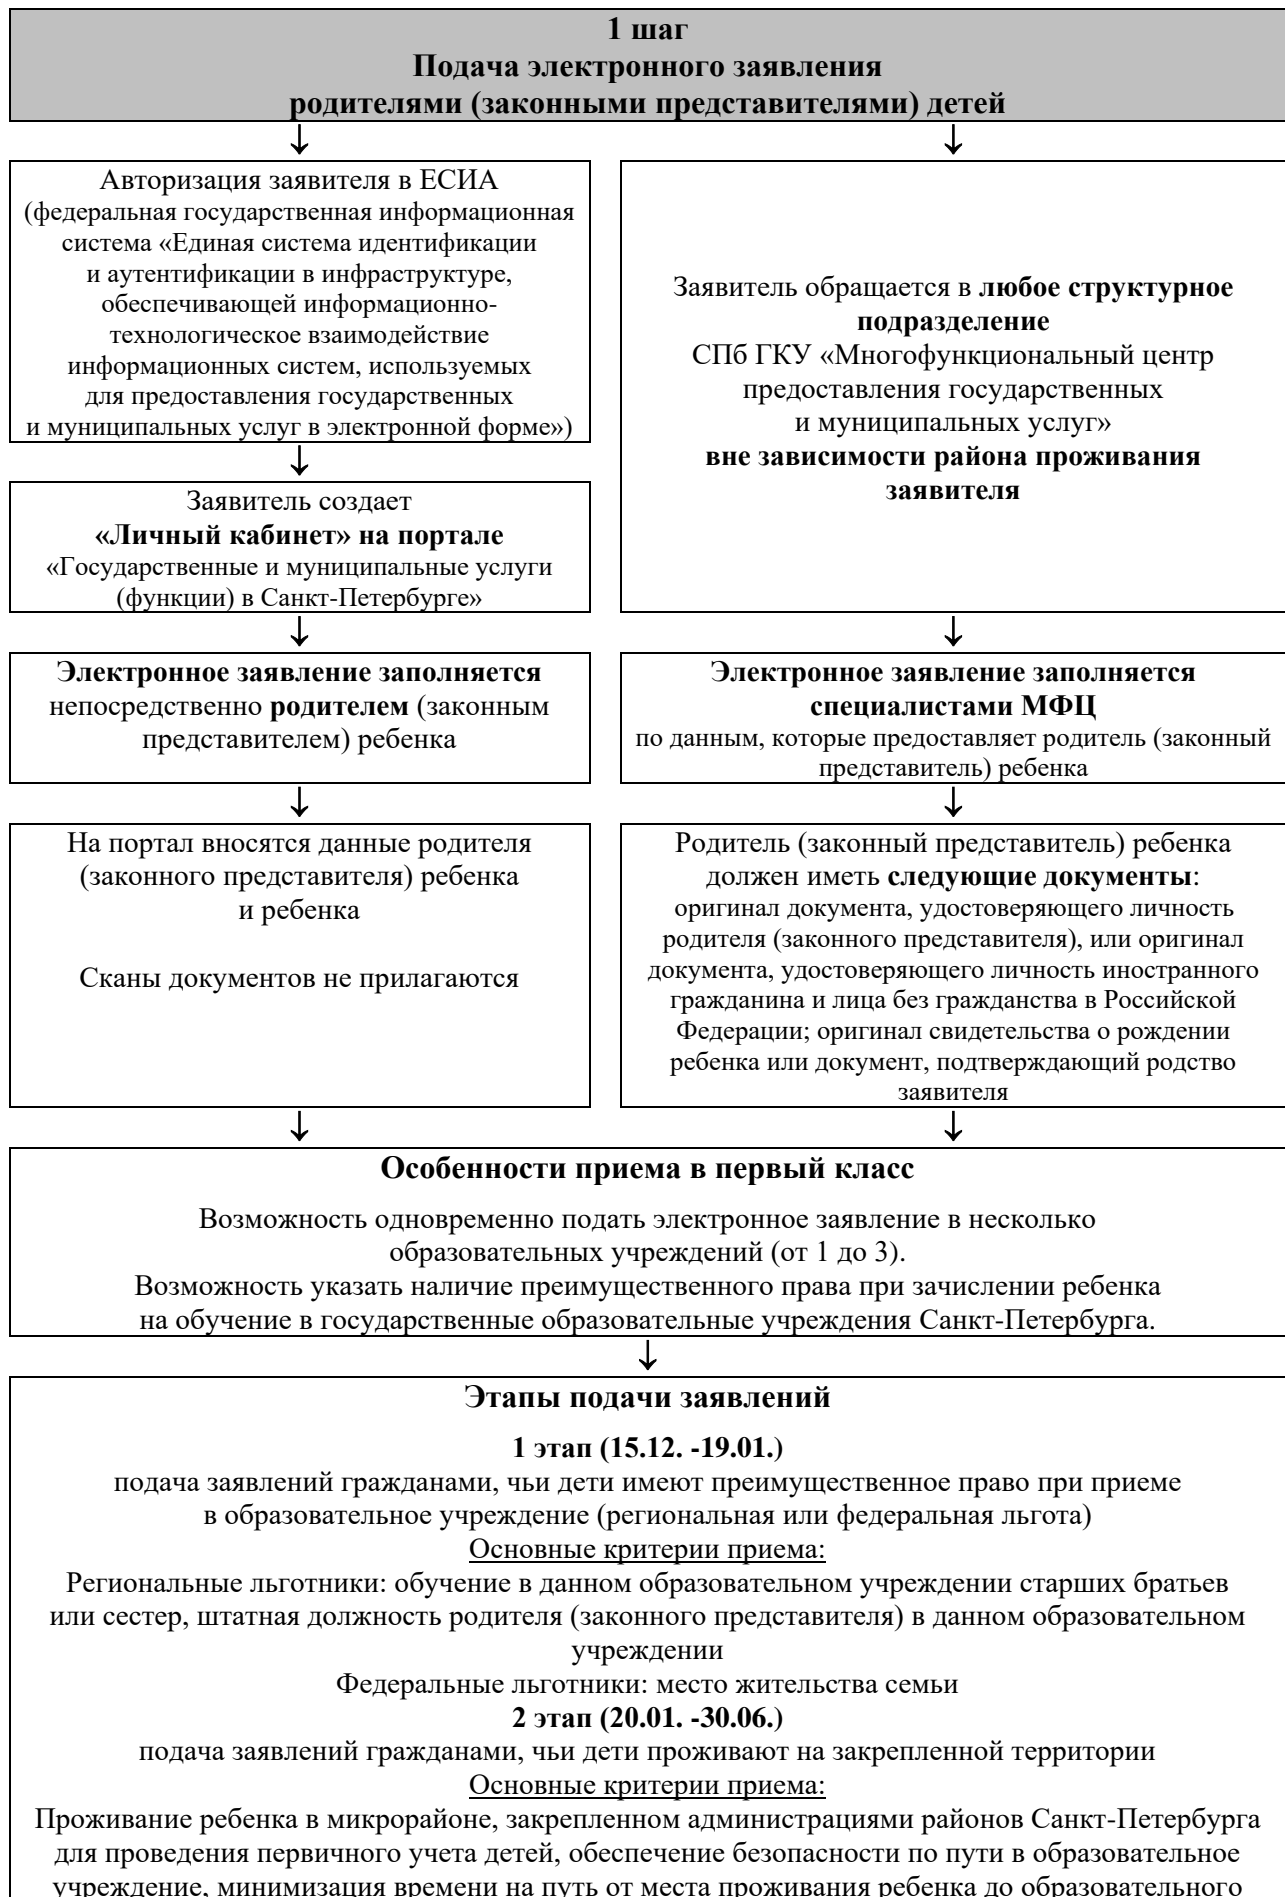 1 шаг
Подача электронного заявления
родителями (законными представителями) детей
Авторизация заявителя в ЕСИА
(федеральная государственная информационная
система «Единая система идентификации
и аутентификации в инфраструктуре,
обеспечивающей информационно-
технологическое взаимодействие
информационных систем, используемых
для предоставления государственных
и муниципальных услуг в электронной форме»)
Заявитель создает
«Личный кабинет» на портале
«Государственные и муниципальные услуги
(функции) в Санкт-Петербурге»
Электронное заявление заполняется
непосредственно родителем (законным
представителем) ребенка
На портал вносятся данные родителя
(законного представителя) ребенка
и ребенка
Сканы документов не прилагаются
Заявитель обращается в любое структурное
подразделение
СПб ГКУ «Многофункциональный центр
предоставления государственных
и муниципальных услуг»
вне зависимости района проживания
заявителя
Электронное заявление заполняется
специалистами МФЦ
по данным, которые предоставляет родитель (законный
представитель) ребенка
Родитель (законный представитель) ребенка
должен иметь следующие документы:
оригинал документа, удостоверяющего личность
родителя (законного представителя), или оригинал
документа, удостоверяющего личность иностранного
гражданина и лица без гражданства в Российской
Федерации; оригинал свидетельства о рождении
ребенка или документ, подтверждающий родство
заявителя
Особенности приема в первый класс
Возможность одновременно подать электронное заявление в несколько
образовательных учреждений (от 1 до 3).
Возможность указать наличие преимущественного права при зачислении ребенка
на обучение в государственные образовательные учреждения Санкт-Петербурга.
Этапы подачи заявлений
1 этап (15.12. -19.01.)
подача заявлений гражданами, чьи дети имеют преимущественное право при приеме
в образовательное учреждение (региональная или федеральная льгота)
Основные критерии приема:
Региональные льготники: обучение в данном образовательном учреждении старших братьев
или сестер, штатная должность родителя (законного представителя) в данном образовательном
учреждении
Федеральные льготники: место жительства семьи
2 этап (20.01. -30.06.)
подача заявлений гражданами, чьи дети проживают на закрепленной территории
Основные критерии приема:
Проживание ребенка в микрорайоне, закрепленном администрациями районов Санкт-Петербурга
для проведения первичного учета детей, обеспечение безопасности по пути в образовательное
учреждение, минимизация времени на путь от места проживания ребенка до образовательного